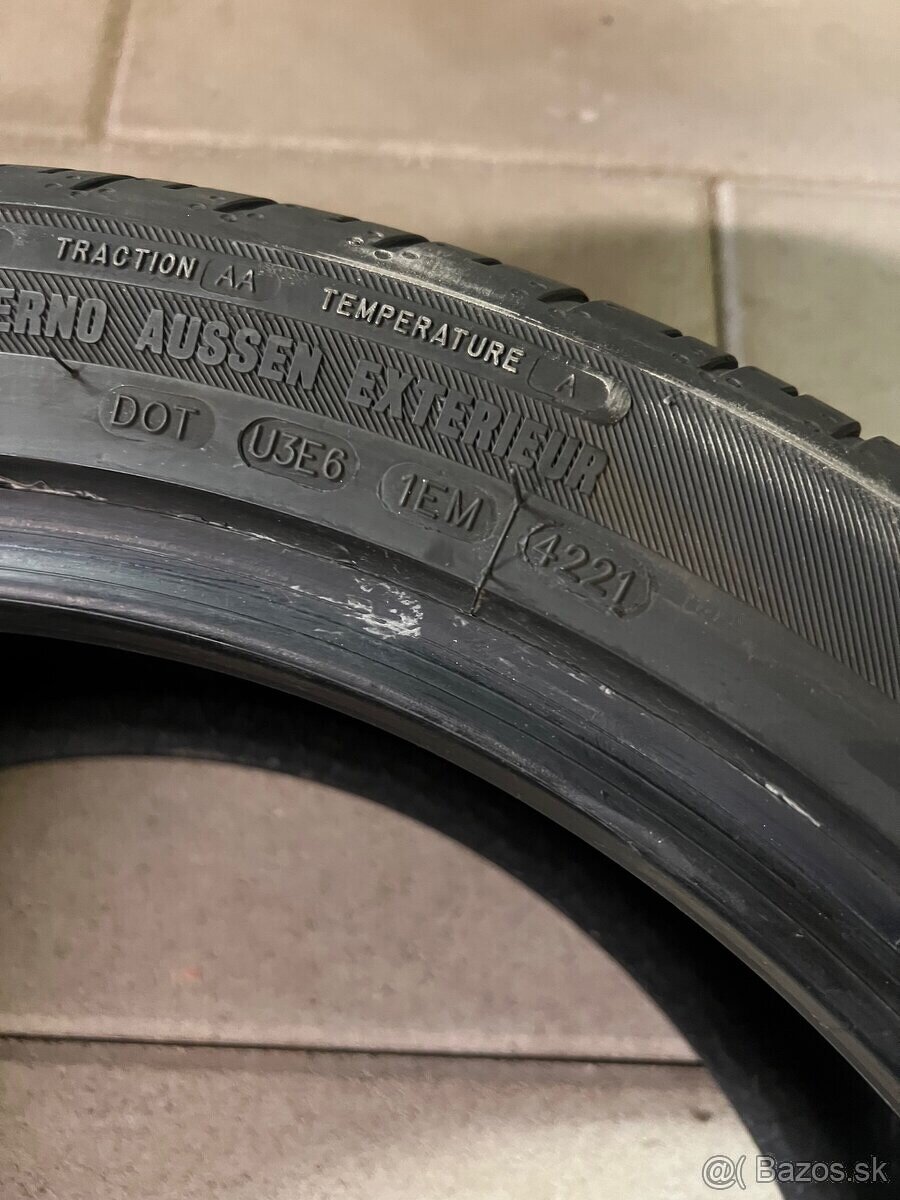 TRACTION AA TEMPERATURE A
ERNO AUSSEN EXTERIEUR
DOT U3E6 1EM 4221
@( Bazos.sk